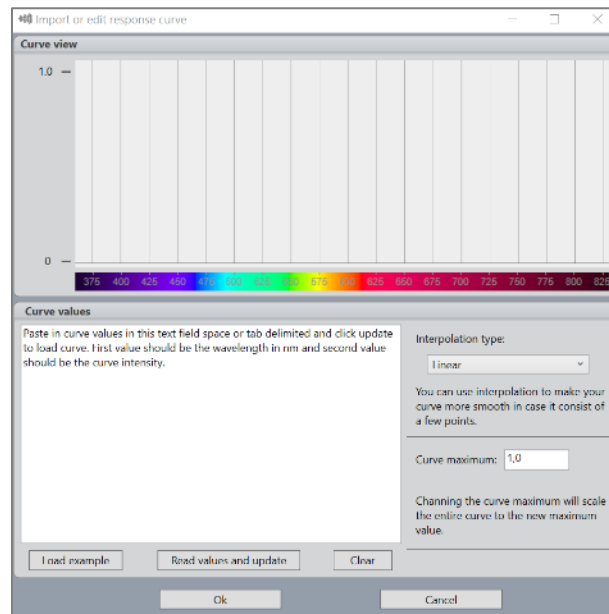 Import or edit response curve
Curve view
1.0
0
375 400 425 450 475 500 525 550 575 600 625 650 675 700 725 750 775 800 825
Curve values
Paste in curve values in this text field space or tab delimited and click update
to load curve. First value should be the wavelength in nm and second value
should be the curve intensity.
Interpolation type:
Linear
You can use interpolation to make your
curve more smooth in case it consist of
a few points.
Curve maximum: 1,0
Channing the curve maximum will scale
the entire curve to the new maximum
value.
Load example Read values and update Clear
Ok Cancel